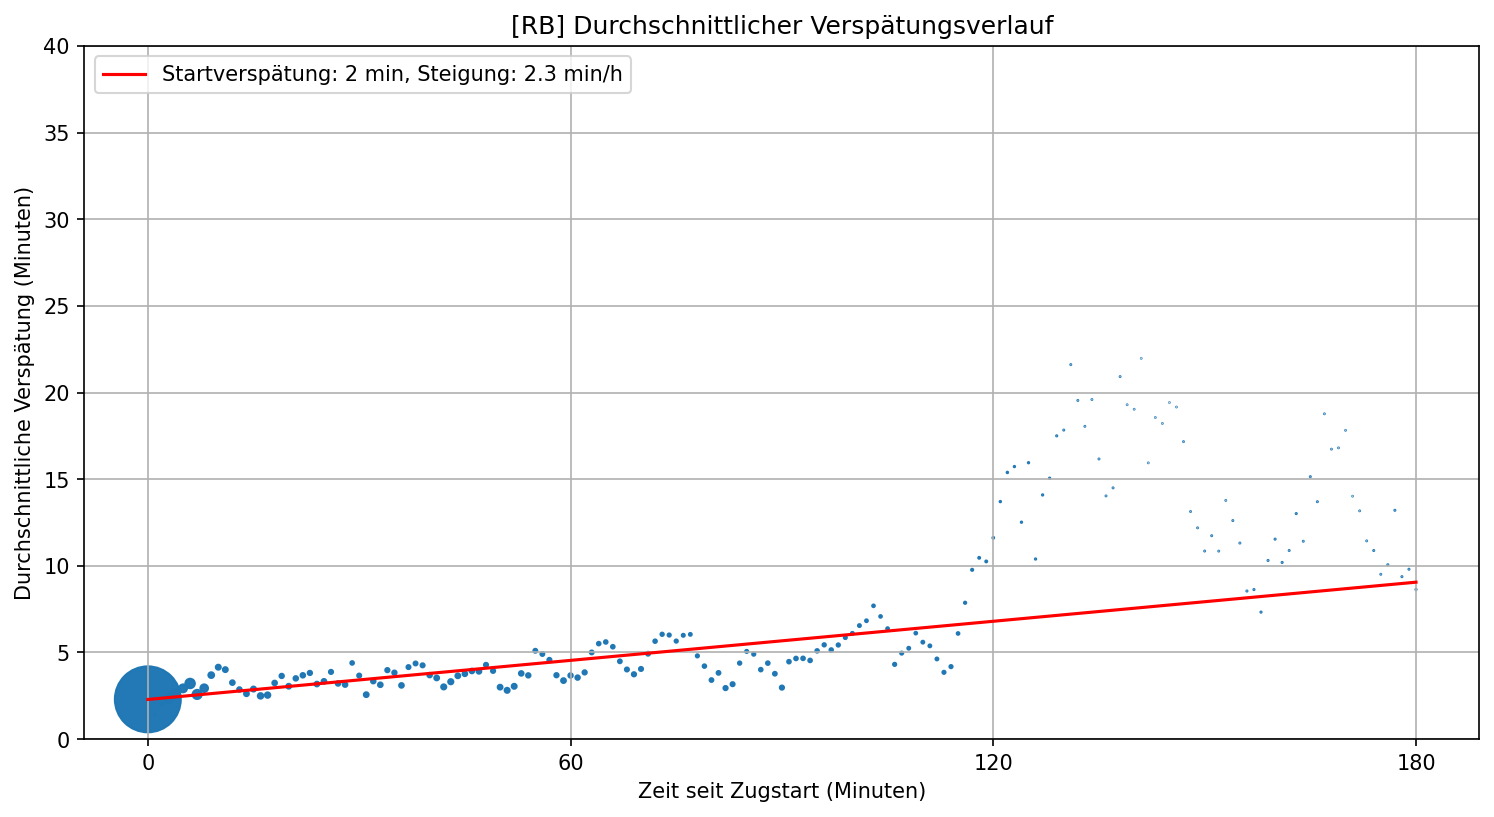 [RB] Durchschnittlicher Verspätungsverlauf
Startverspätung: 2 min, Steigung: 2.3 min/h
Durchschnittliche Verspätung (Minuten)
40
35
30
25
20
15
10
5
0
0 60 120 180
Zeit seit Zugstart (Minuten)